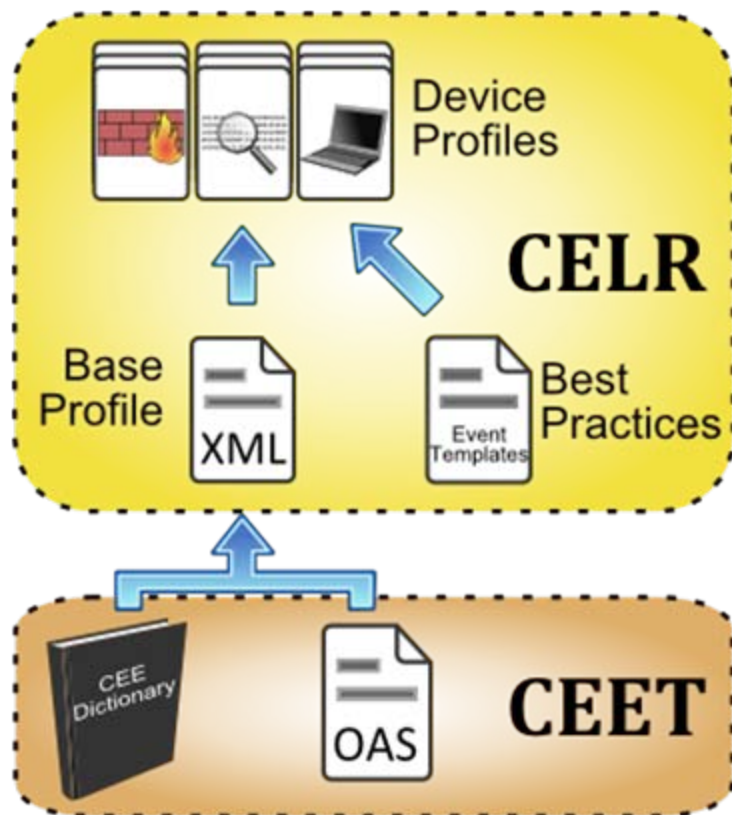 Device
Profiles
CELR
Base
Profile
XML
Event
Templates
Best
Practices
CEE
Dictionary
OAS
CEET